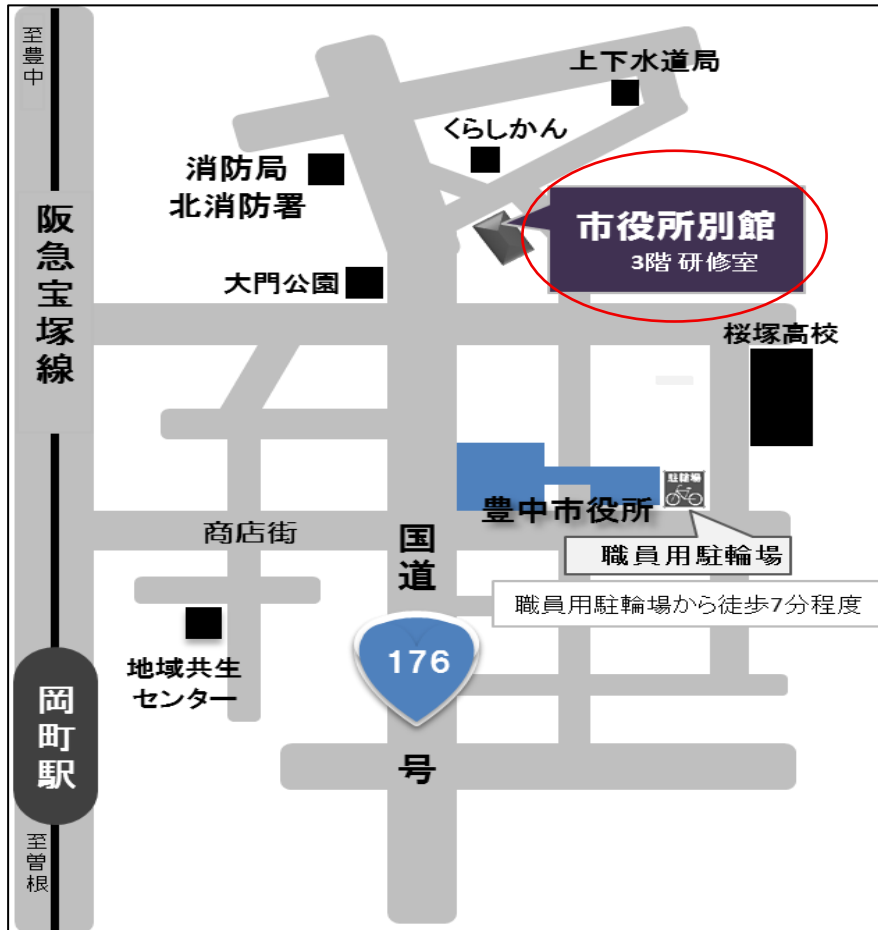 至豊中
上下水道局
くらしかん
消防局
北消防署
市役所別館
3階 研修室
阪急宝塚線
大門公園
桜塚高校
駐輪場
豊中市役所
商店街
国道
職員用駐輪場
職員用駐輪場から徒歩7分程度
176
地域共生
センター
岡町駅
号
至曽根